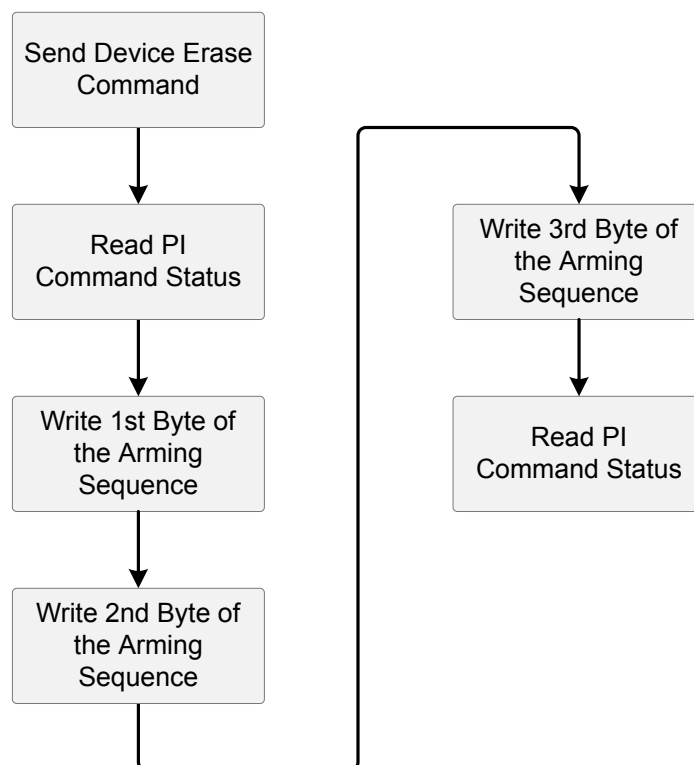 Send Device Erase
Command
Read PI
Command Status
Write 1st Byte of
the Arming
Sequence
Write 2nd Byte of
the Arming
Sequence
Write 3rd Byte of
the Arming
Sequence
Read PI
Command Status